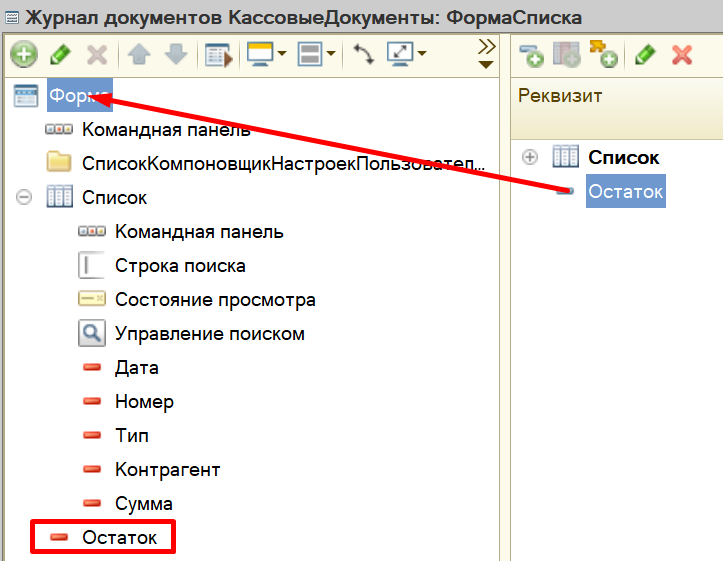 Журнал документов КассовыеДокументы: ФормаСписка
Форма
Командная панель
СписокКомпоновщикНастроекПользовател...
Список
Командная панель
Строка поиска
Состояние просмотра
Управление поиском
Дата
Номер
Тип
Контрагент
Сумма
Остаток
Реквизит
Список
Остаток